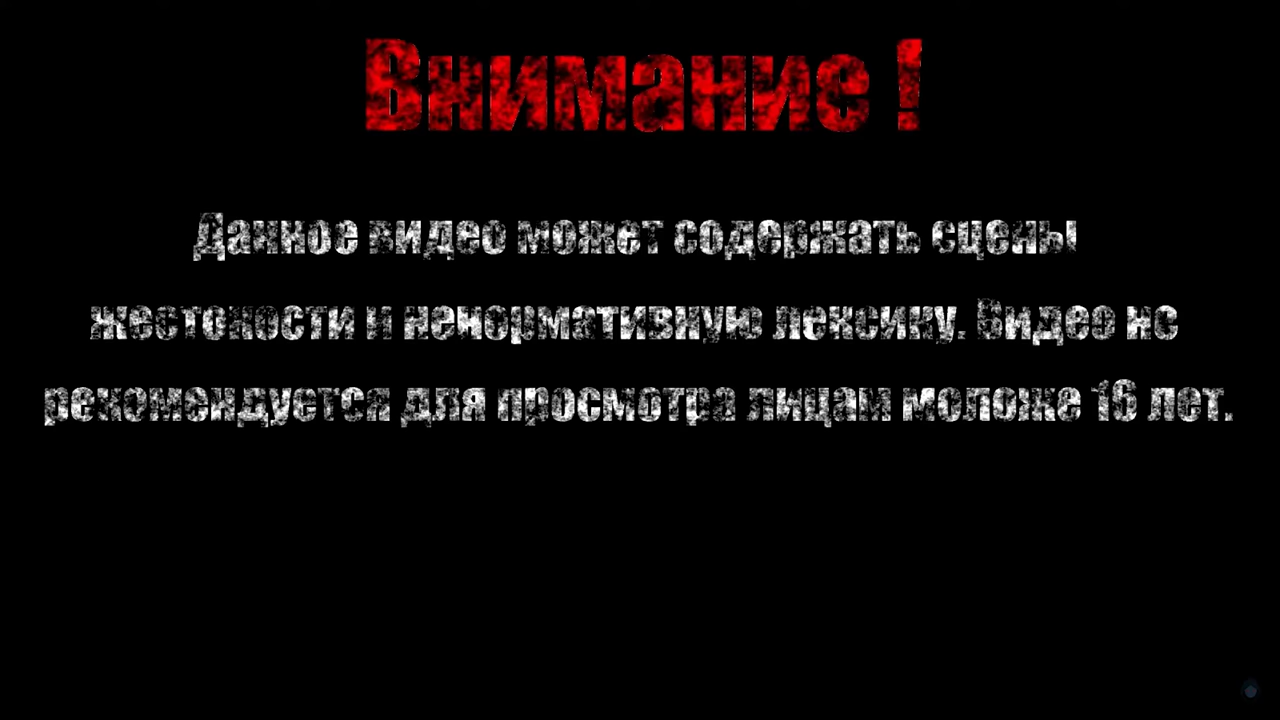 Внимание !
Данное видео может содержать сцены
жестокости и ненормативную лексику. Видео не
рекомендуется для просмотра лицам моложе 16 лет.